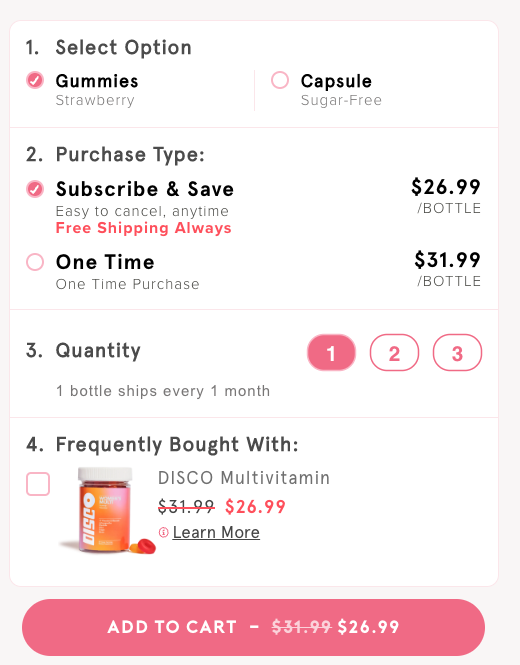 1. Select Option
Gummies
Strawberry
Capsule
Sugar-Free
2. Purchase Type:
Subscribe & Save
$26.99
Easy to cancel, anytime
/BOTTLE
Free Shipping Always
One Time
$31.99
One Time Purchase
/BOTTLE
3. Quantity
1
2
3
1 bottle ships every 1 month
4. Frequently Bought With:
DISCO Multivitamin
$31.99 $26.99
Learn More
DISCO
ADD TO CART - $31.99 $26.99